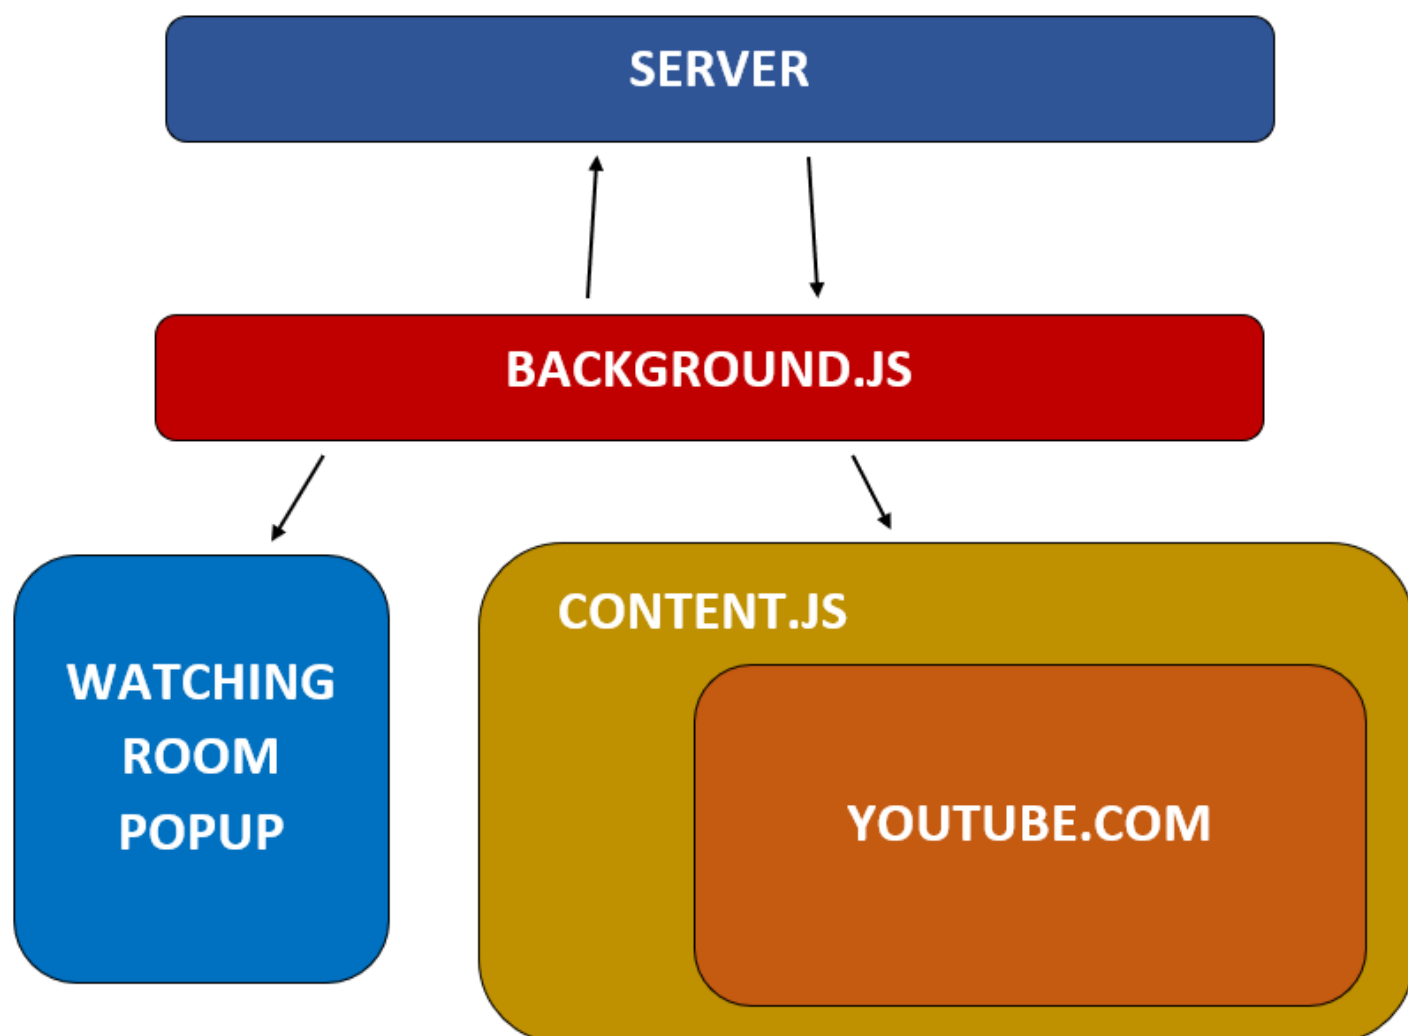 SERVER
BACKGROUND.JS
WATCHING
ROOM
POPUP
CONTENT.JS
YOUTUBE.COM